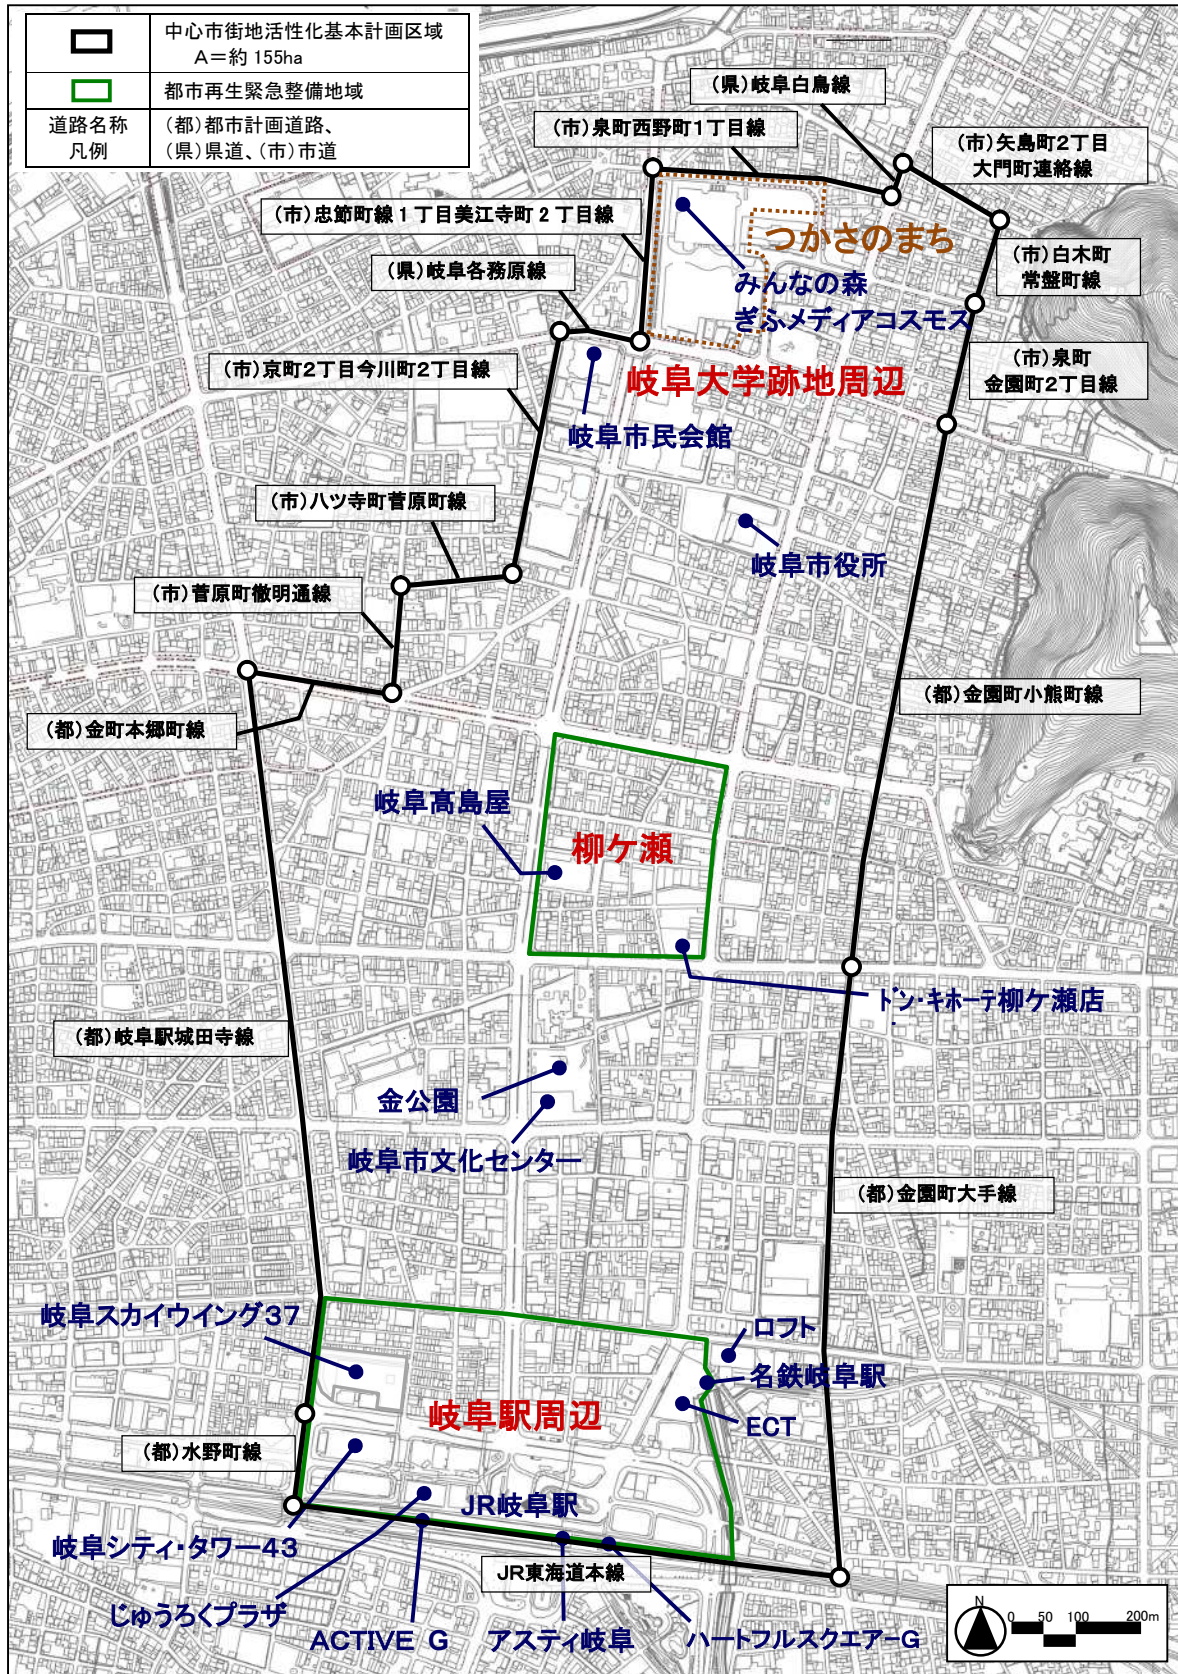 中心市街地活性化基本計画区域
A＝約 155ha
都市再生緊急整備地域
道路名称
凡例
（都）都市計画道路、
（県）県道、（市）市道
（県）岐阜白鳥線
（市）泉町西野町1丁目線
（市）矢島町2丁目
大門町連絡線
（市）忠節町線1丁目美江寺町2丁目線
つかさのまち
（市）白木町
常盤町線
（県）岐阜各務原線
みんなの森
ぎふメディアコスモス
（市）京町2丁目今川町2丁目線
（市）泉町
金園町2丁目線
岐阜大学跡地周辺
岐阜市民会館
（市）八ツ寺町菅原町線
岐阜市役所
（市）菅原町徹明通線
（都）金園町小熊町線
（都）金町本郷町線
岐阜髙島屋
柳ケ瀬
ドン・キホーテ柳ケ瀬店
（都）岐阜駅城田寺線
金公園
岐阜市文化センター
（都）金園町大手線
岐阜スカイウイング37
ロフト
名鉄岐阜駅
岐阜駅周辺
ECT
（都）水野町線
JR岐阜駅
岐阜シティ・タワー43
JR東海道本線
じゅうろくプラザ
ACTIVE G
アスティ岐阜
ハートフルスクエアーG
N
0 50 100 200m